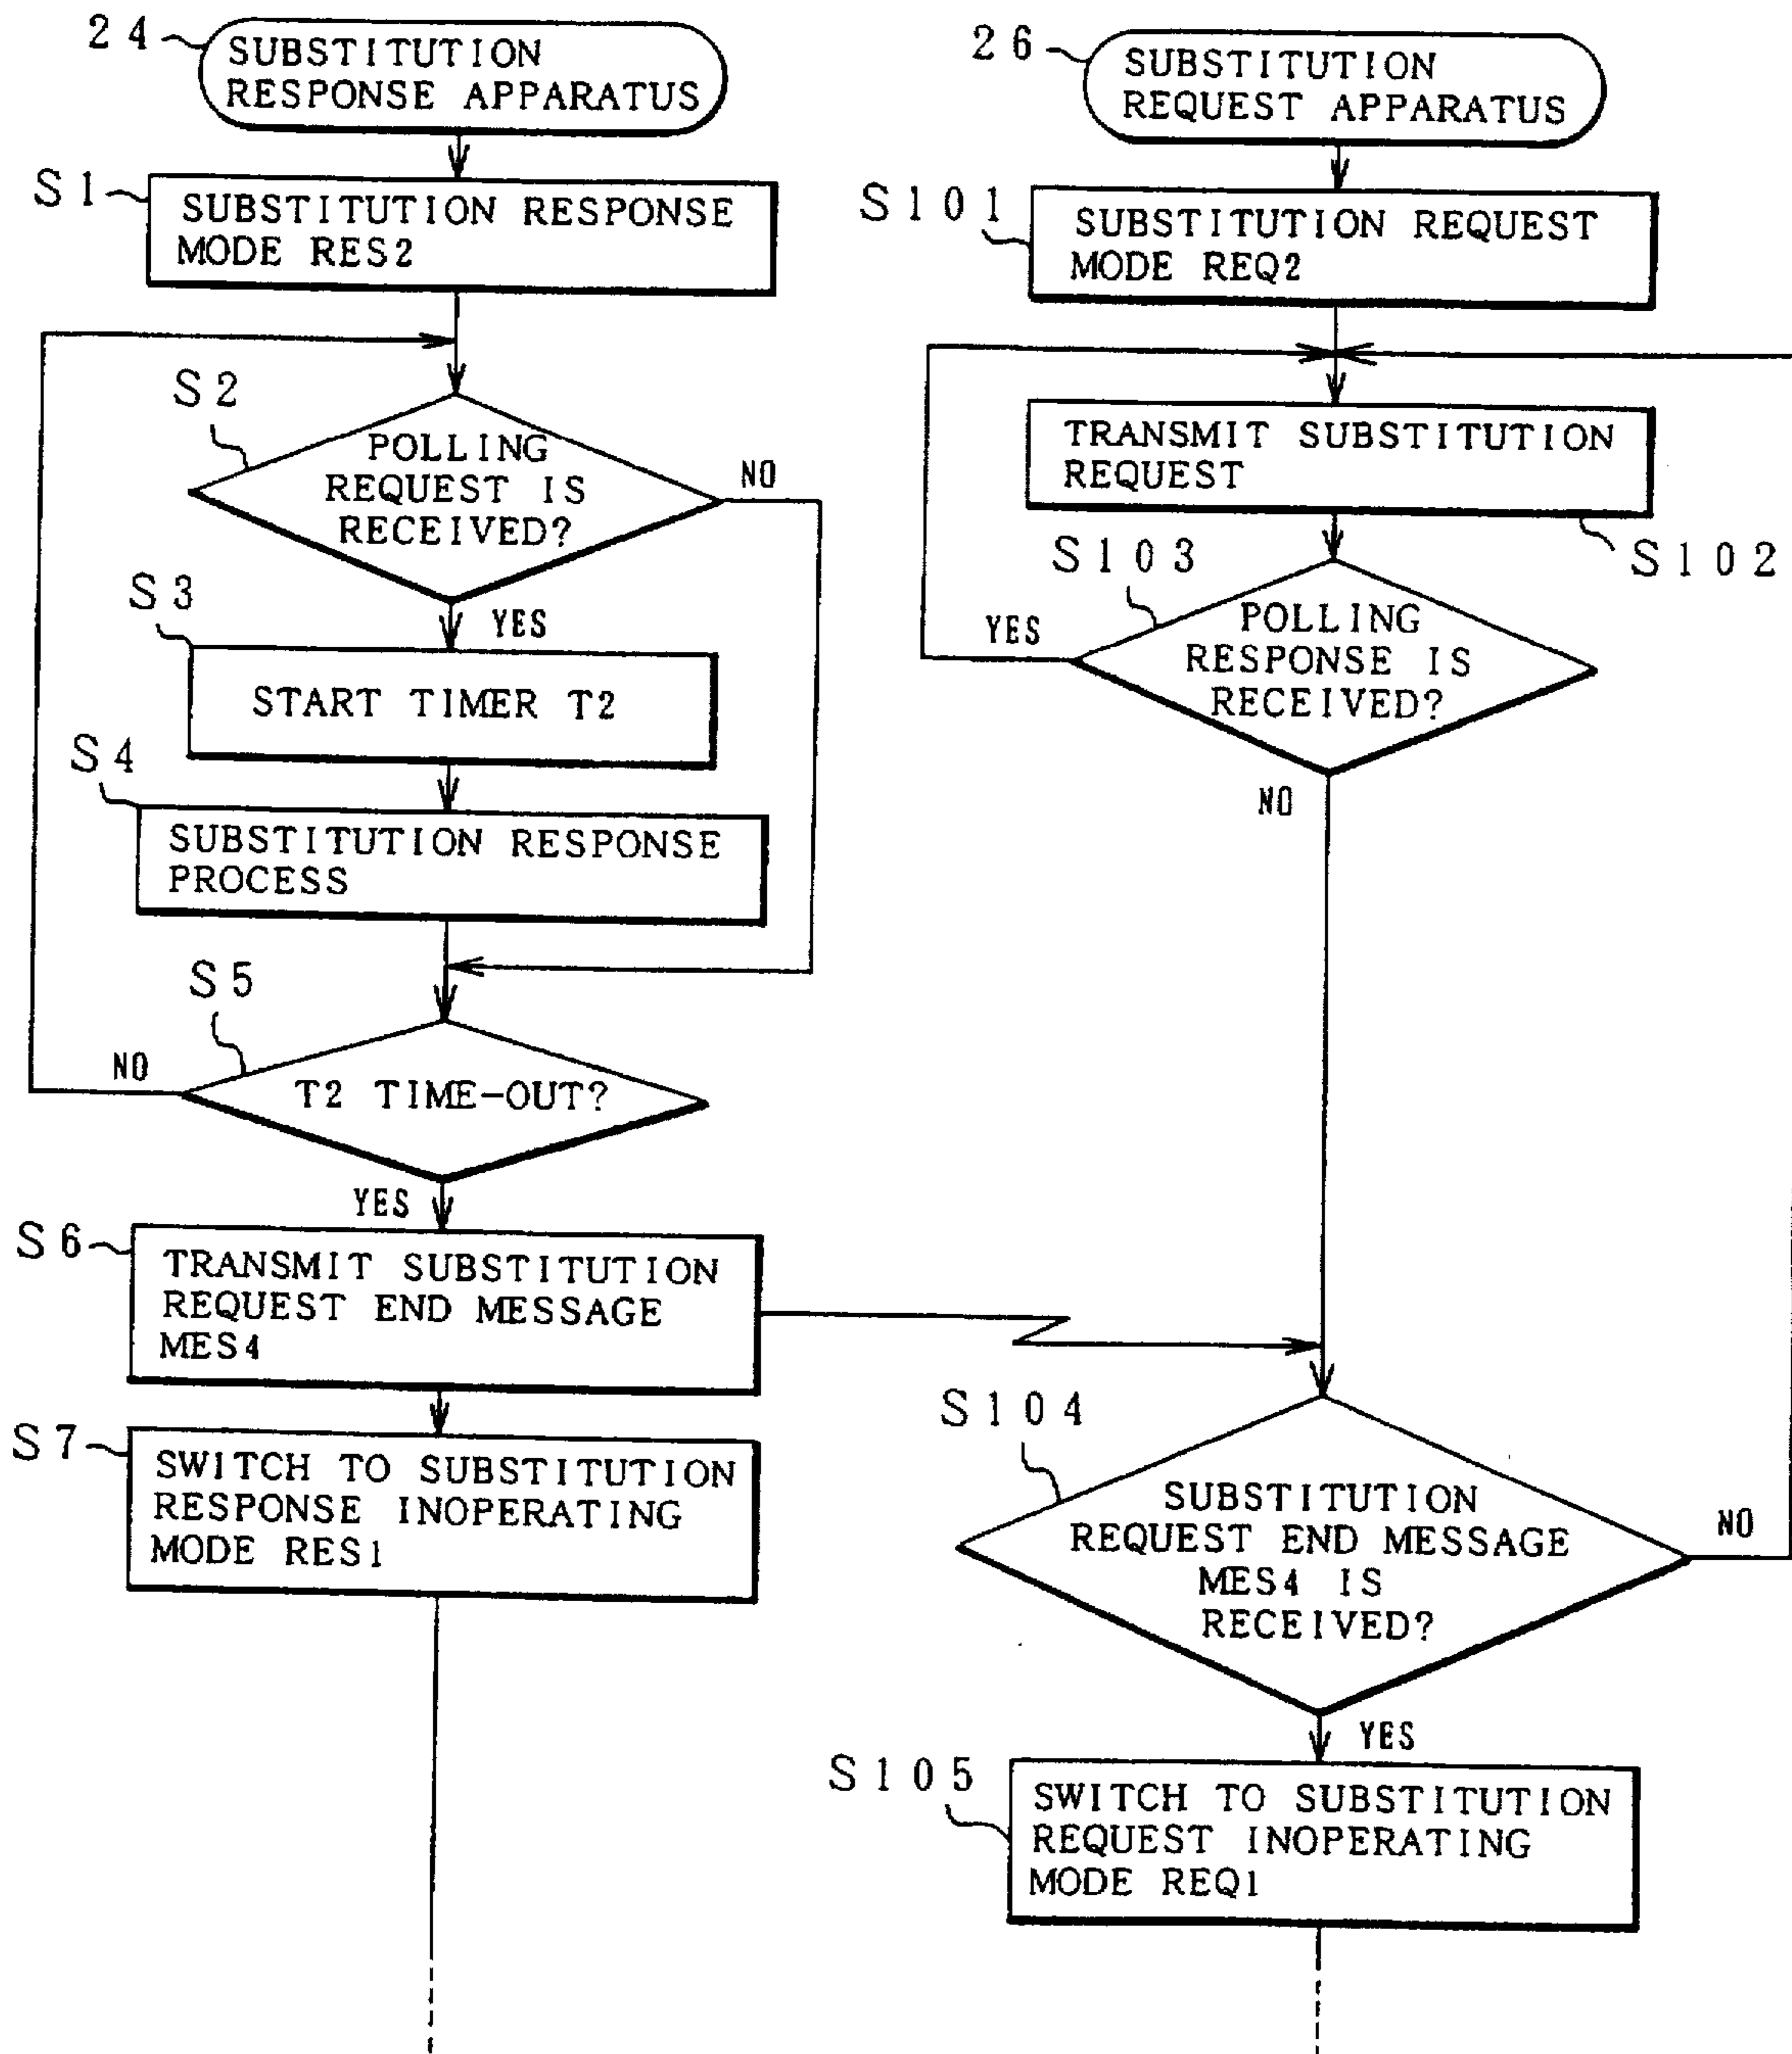 24
SUBSTITUTION
RESPONSE APPARATUS
S1
SUBSTITUTION RESPONSE
MODE RES2
S2
POLLING
REQUEST IS
RECEIVED?
NO
YES
S3
START TIMER T2
S4
SUBSTITUTION RESPONSE
PROCESS
S5
T2 TIME-OUT?
NO
YES
S6
TRANSMIT SUBSTITUTION
REQUEST END MESSAGE
MES4
S7
SWITCH TO SUBSTITUTION
RESPONSE INOPERATING
MODE RES1
26
SUBSTITUTION
REQUEST APPARATUS
S101
SUBSTITUTION REQUEST
MODE REQ2
TRANSMIT SUBSTITUTION
REQUEST
S102
S103
POLLING
RESPONSE IS
RECEIVED?
YES
NO
S104
SUBSTITUTION
REQUEST END MESSAGE
MES4 IS
RECEIVED?
NO
YES
S105
SWITCH TO SUBSTITUTION
REQUEST INOPERATING
MODE REQ1